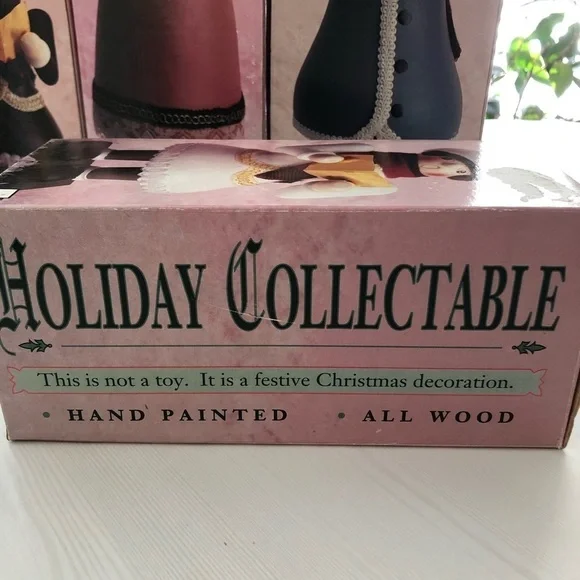 HOLIDAY COLLECTABLE
This is not a toy. It is a festive Christmas decoration.
• HAND PAINTED • ALL WOOD